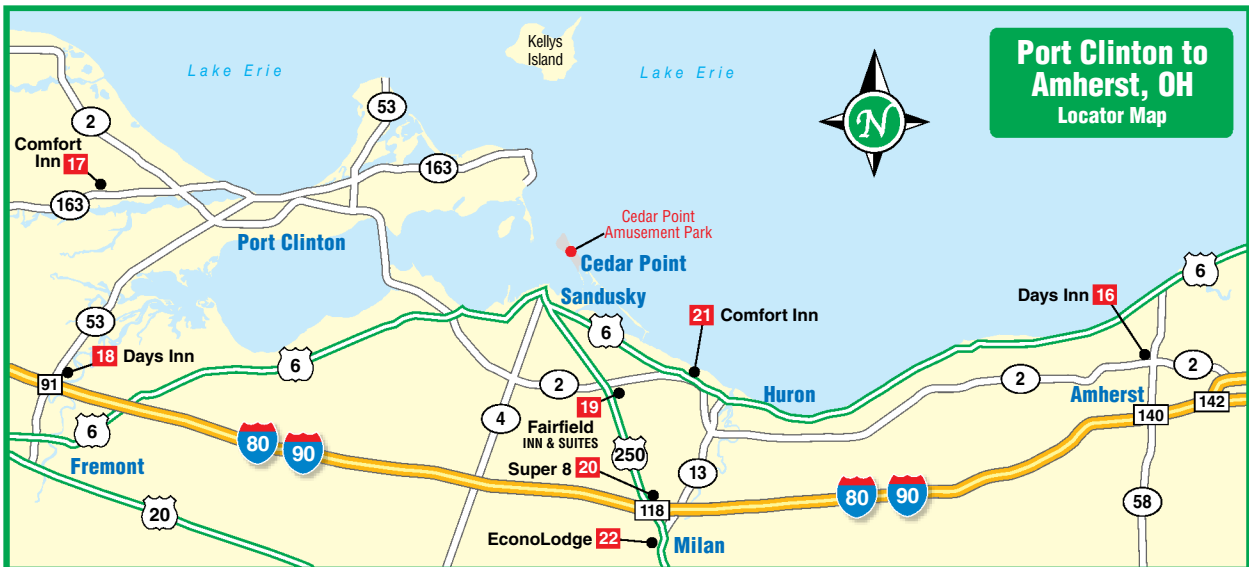 Port Clinton to
Amherst, OH
Locator Map
Kellys
Island
Lake Erie
Lake Erie
N
53
2
Comfort
Inn 17
163
163
Port Clinton
Cedar Point
Amusement Park
Cedar Point
Sandusky
6
Days Inn 16
53
21 Comfort Inn
6
18 Days Inn
6
91
2
2
2
Huron
Amherst
19
Fairfield
INN & SUITES
4
142
140
6
Fremont
80
90
250
Super 8 20
13
80
90
58
20
118
EconoLodge 22
Milan